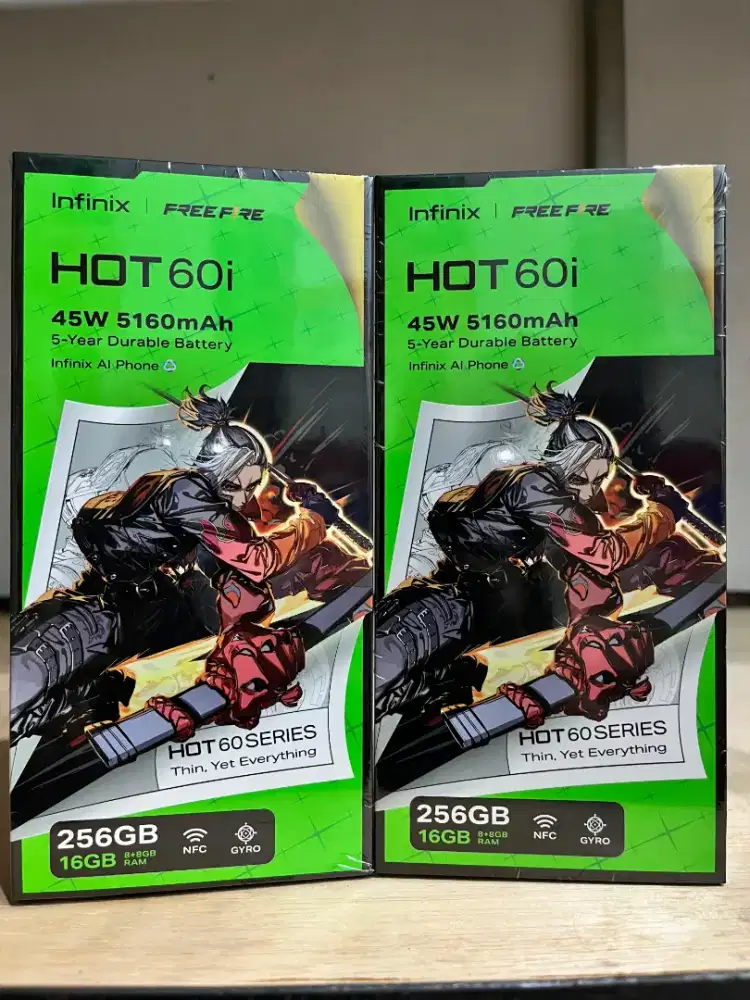 Infinix | FREE FIRE
HOT 60i
45W 5160mAh
5-Year Durable Battery
Infinix AI Phone
HOT 60 SERIES
Thin, Yet Everything
256GB
16GB 8+8GB RAM
NFC
GYRO
Infinix | FREE FIRE
HOT 60i
45W 5160mAh
5-Year Durable Battery
Infinix AI Phone
HOT 60 SERIES
Thin, Yet Everything
256GB
16GB 8+8GB RAM
NFC
GYRO